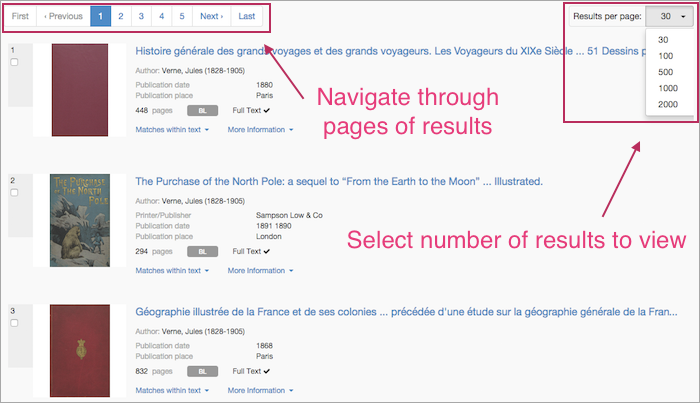 First ‹ Previous 1 2 3 4 5 Next › Last
Results per page: 30
30
100
500
1000
2000
1
Histoire générale des grands voyages et des grands voyageurs. Les Voyageurs du XIXe Siècle ... 51 Dessins p
Author: Verne, Jules (1828-1905)
Publication date 1880
Publication place Paris
448 pages BL Full Text
Matches within text More Information
Navigate through
pages of results
Select number of results to view
2
THE PURCHASE
OF THE NORTH
POLE
The Purchase of the North Pole: a sequel to “From the Earth to the Moon” ... Illustrated.
Author: Verne, Jules (1828-1905)
Printer/Publisher Sampson Low & Co
Publication date 1891 1890
Publication place London
294 pages BL Full Text
Matches within text More Information
3
Géographie illustrée de la France et de ses colonies ... précédée d'une étude sur la géographie générale de la Fran...
Author: Verne, Jules (1828-1905)
Publication date 1868
Publication place Paris
832 pages BL Full Text
Matches within text More Information